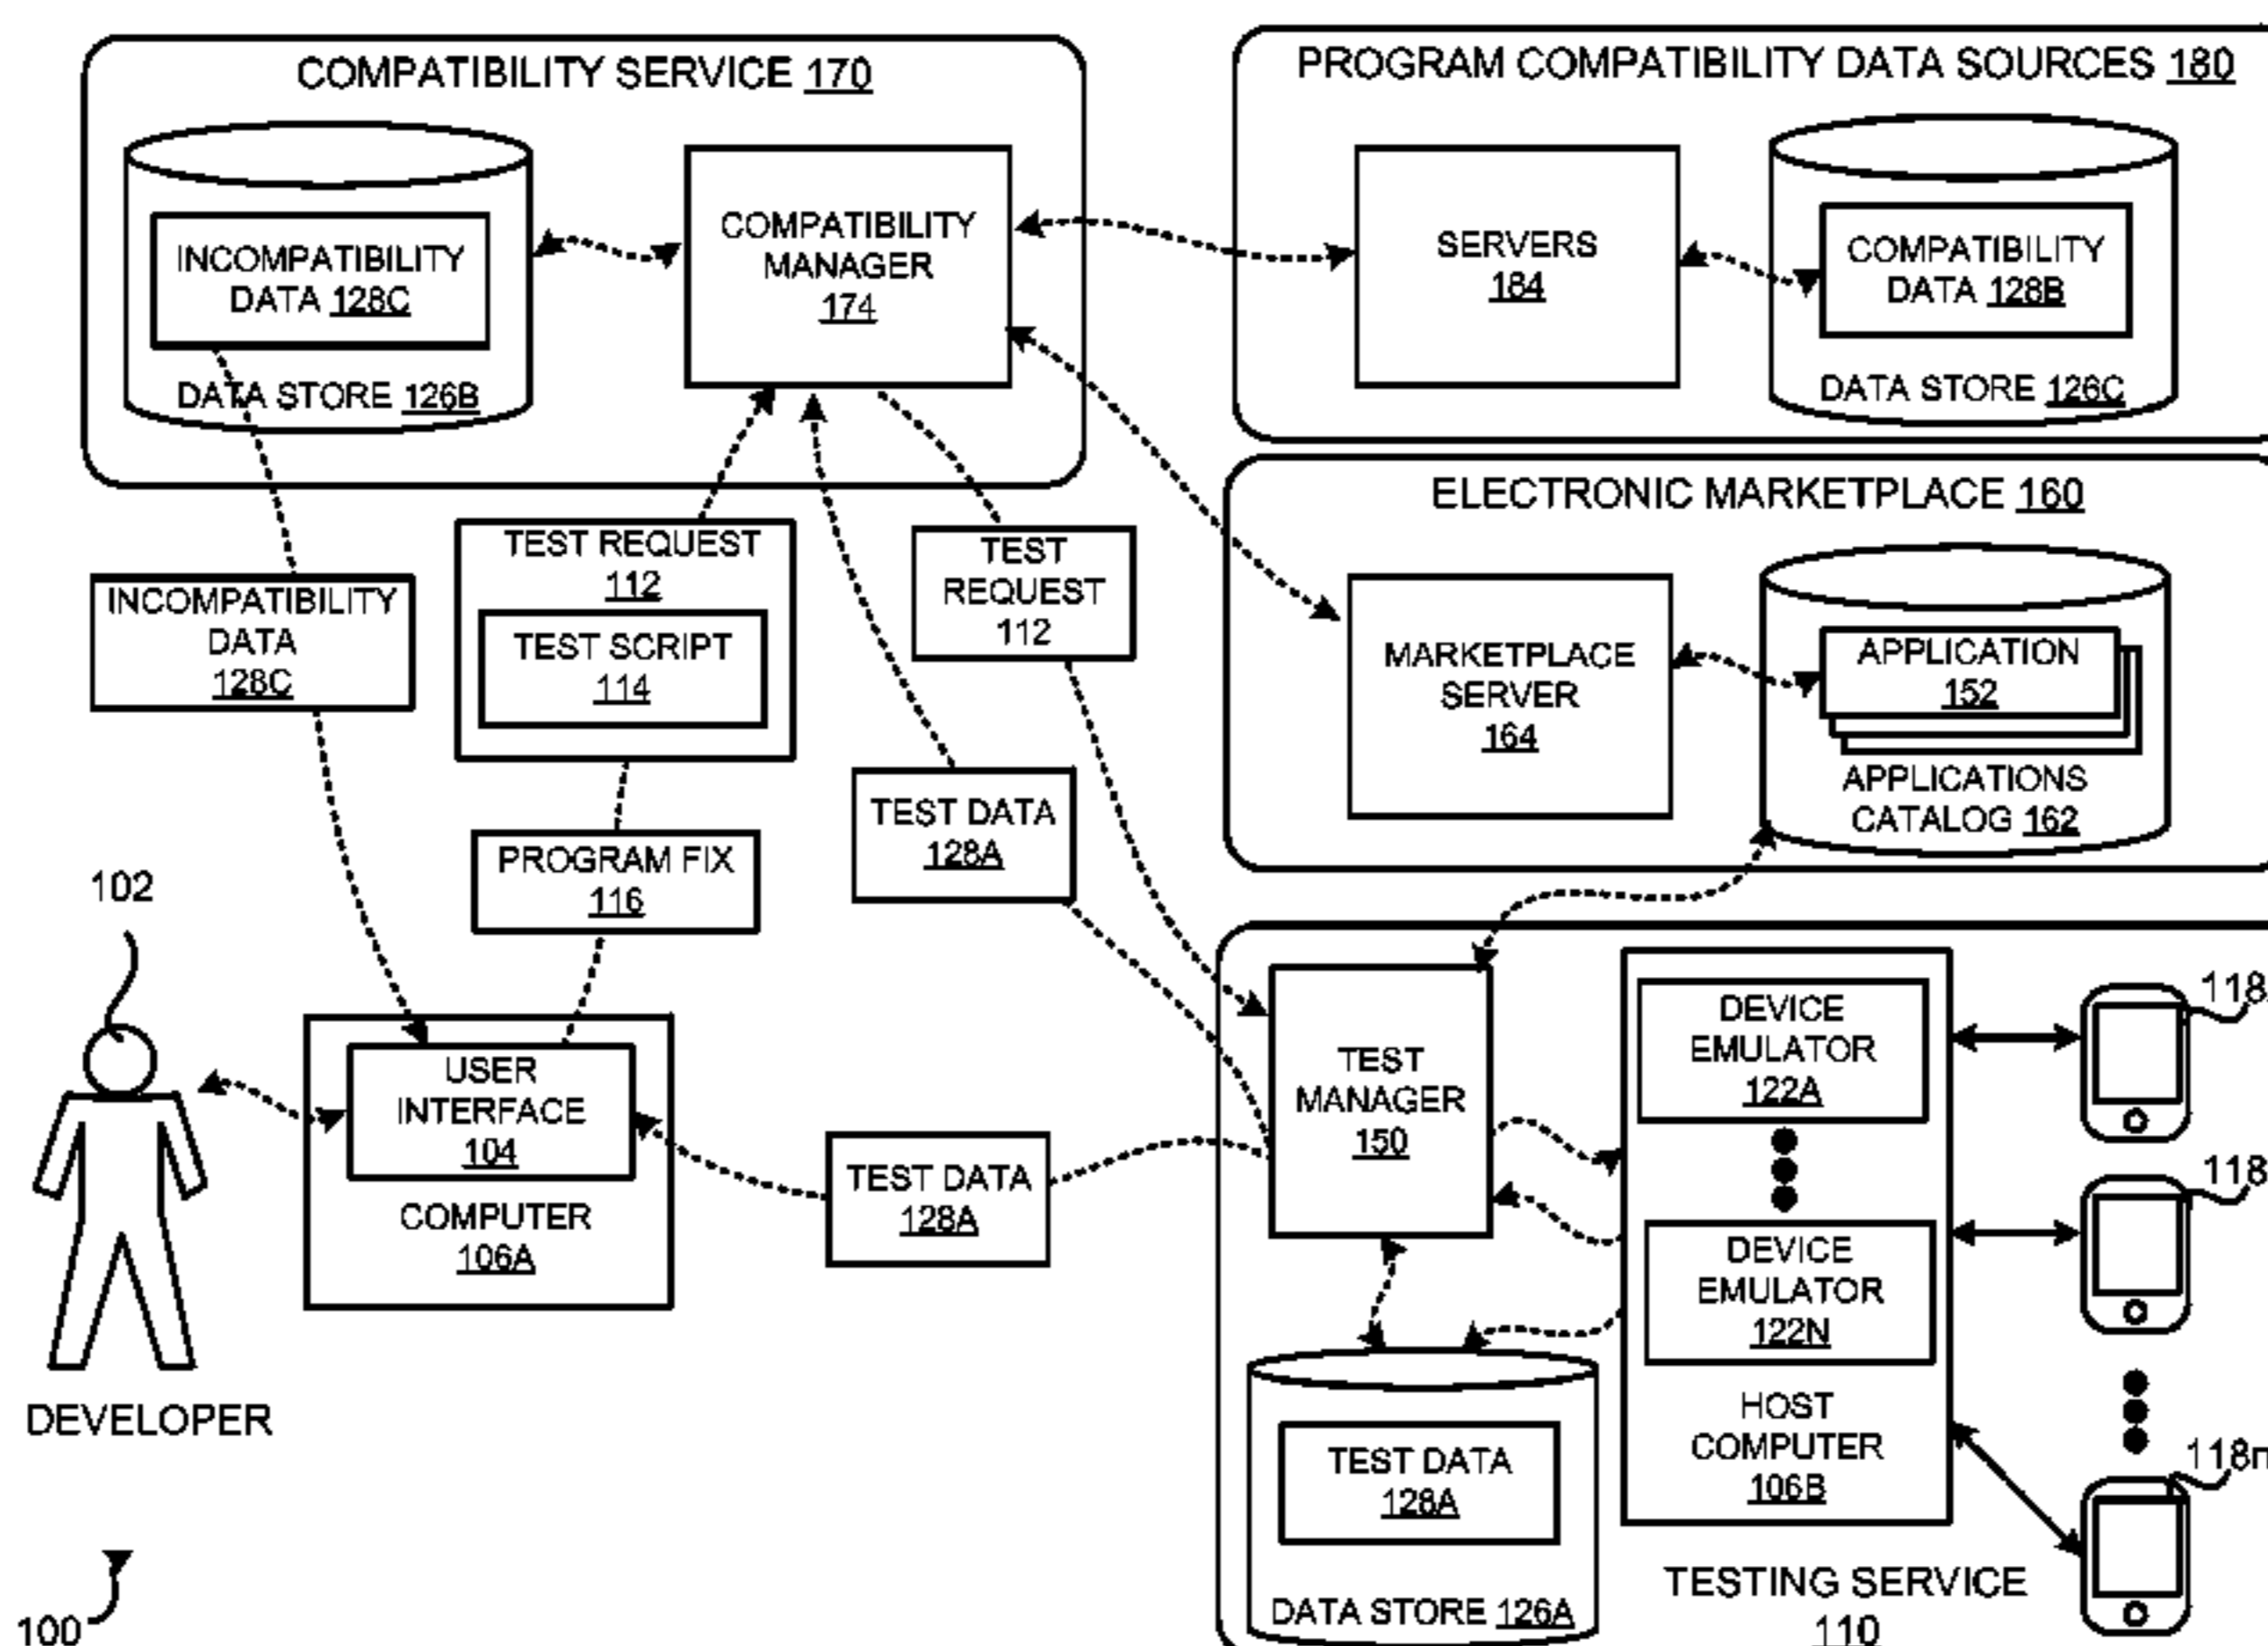 COMPATIBILITY SERVICE 170
INCOMPATIBILITY
DATA 128C
DATA STORE 126B
COMPATIBILITY
MANAGER
174
PROGRAM COMPATIBILITY DATA SOURCES 180
SERVERS
184
COMPATIBILITY
DATA 128B
DATA STORE 126C
ELECTRONIC MARKETPLACE 160
MARKETPLACE
SERVER
164
APPLICATION
152
APPLICATIONS
CATALOG 162
INCOMPATIBILITY
DATA
128C
TEST REQUEST
112
TEST SCRIPT
114
TEST
REQUEST
112
TEST DATA
128A
PROGRAM FIX
116
102
DEVELOPER
USER
INTERFACE
104
COMPUTER
106A
TEST DATA
128A
TEST
MANAGER
150
DEVICE
EMULATOR
122A
DEVICE
EMULATOR
122N
HOST
COMPUTER
106B
118
118
118n
TEST DATA
128A
DATA STORE 126A
TESTING SERVICE
110
100